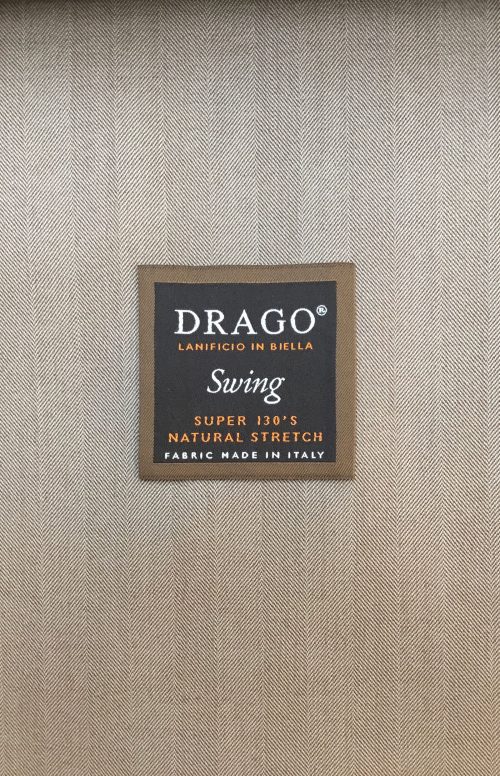 DRAGO®
LANIFICIO IN BIELLA
Swing
SUPER 130'S
NATURAL STRETCH
FABRIC MADE IN ITALY